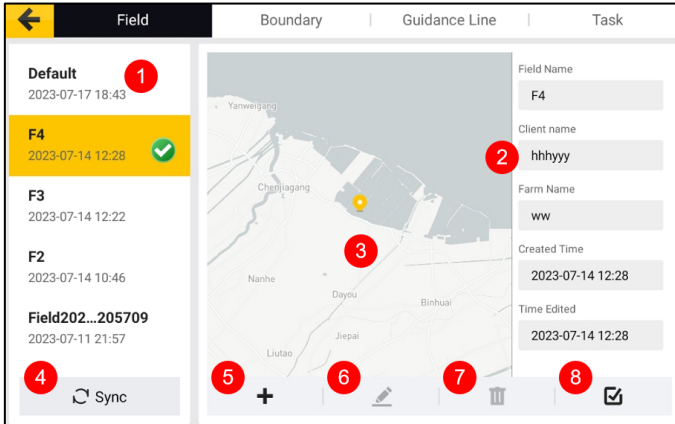 Field
Boundary
Guidance Line
Task
Default
2023-07-17 18:43
1
F4
2023-07-14 12:28
F3
2023-07-14 12:22
F2
2023-07-14 10:46
Field202...205709
2023-07-11 21:57
4
Sync
Yanweigang
Chenjiagang
3
Nanhe
Dayou
Binhuai
Jiepai
Liutao
Field Name
F4
Client name
2
hhhyyy
Farm Name
ww
Created Time
2023-07-14 12:28
Time Edited
2023-07-14 12:28
5
6
7
8